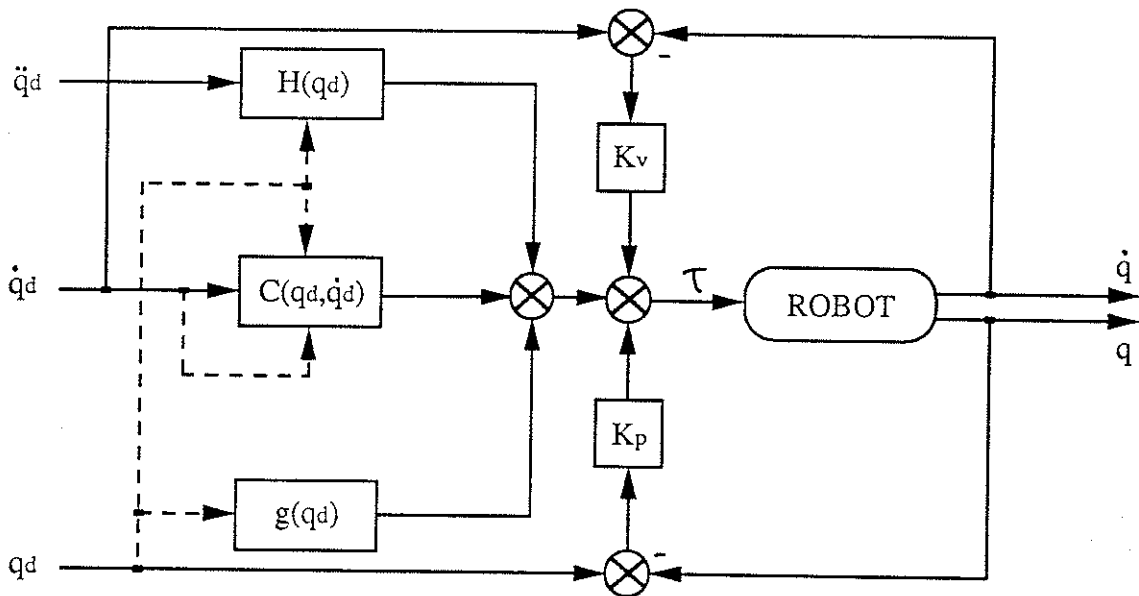 -
q̈d
H(qd)
Kv
q̇d
C(qd,q̇d)
τ
ROBOT
q̇
q
Kp
g(qd)
-
qd